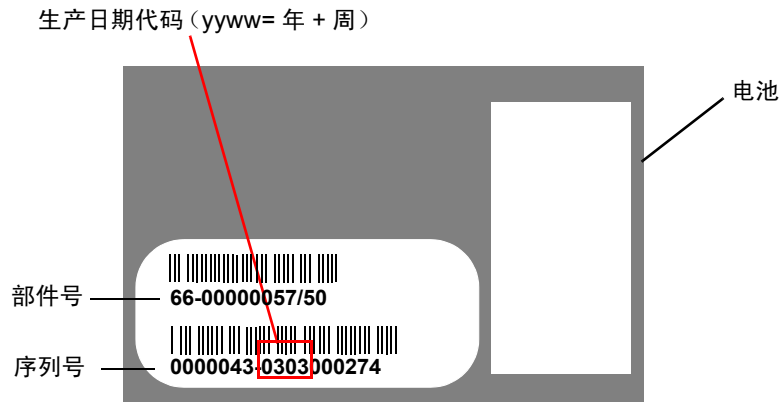 生产日期代码（yyww= 年 + 周）
电池
部件号
66-00000057/50
序列号
0000043-0303000274